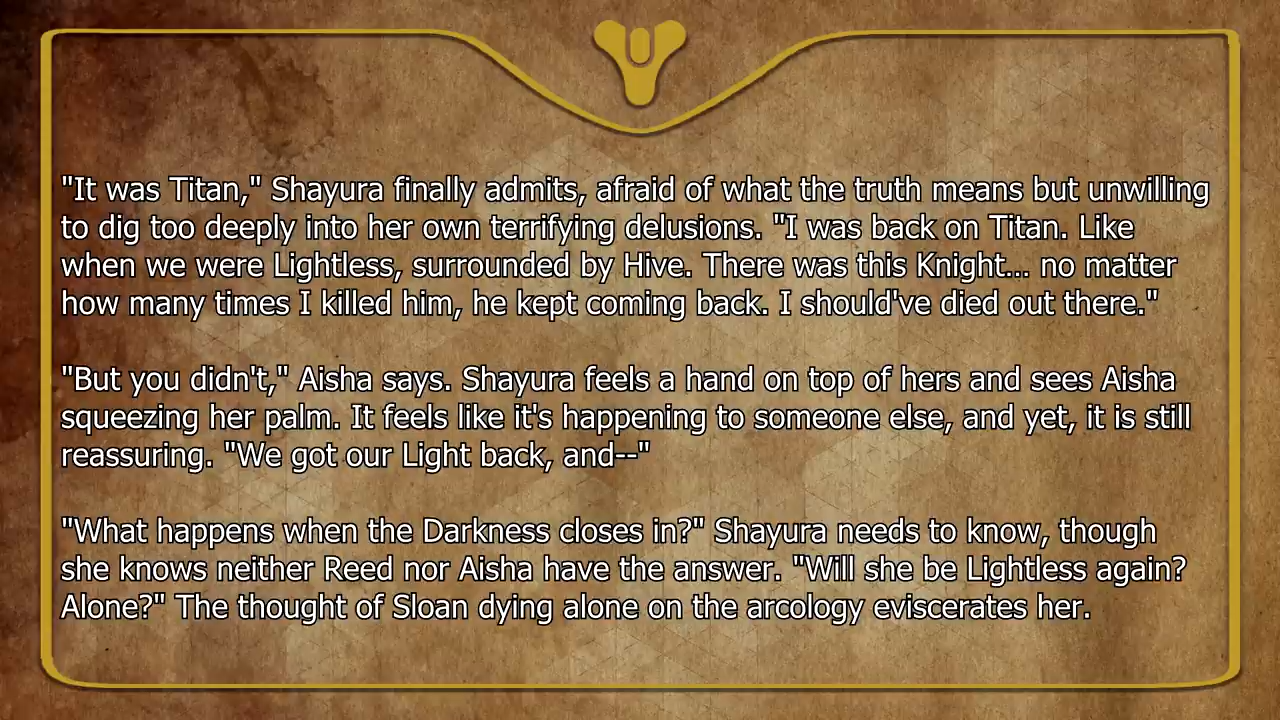 "It was Titan," Shayura finally admits, afraid of what the truth means but unwilling
to dig too deeply into her own terrifying delusions. "I was back on Titan. Like
when we were Lightless, surrounded by Hive. There was this Knight... no matter
how many times I killed him, he kept coming back. I should've died out there."
"But you didn't," Aisha says. Shayura feels a hand on top of hers and sees Aisha
squeezing her palm. It feels like it's happening to someone else, and yet, it is still
reassuring. "We got our Light back, and--"
"What happens when the Darkness closes in?" Shayura needs to know, though
she knows neither Reed nor Aisha have the answer. "Will she be Lightless again?
Alone?" The thought of Sloan dying alone on the arcology eviscerates her.